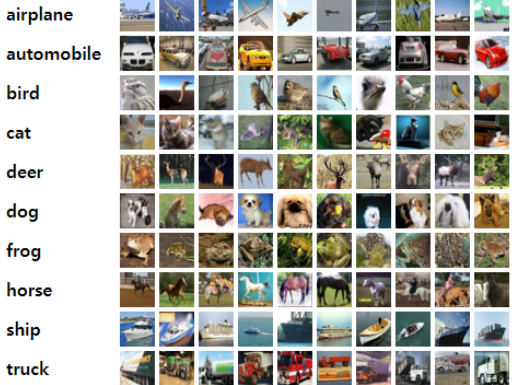 airplane
automobile
bird
cat
deer
dog
frog
horse
ship
truck